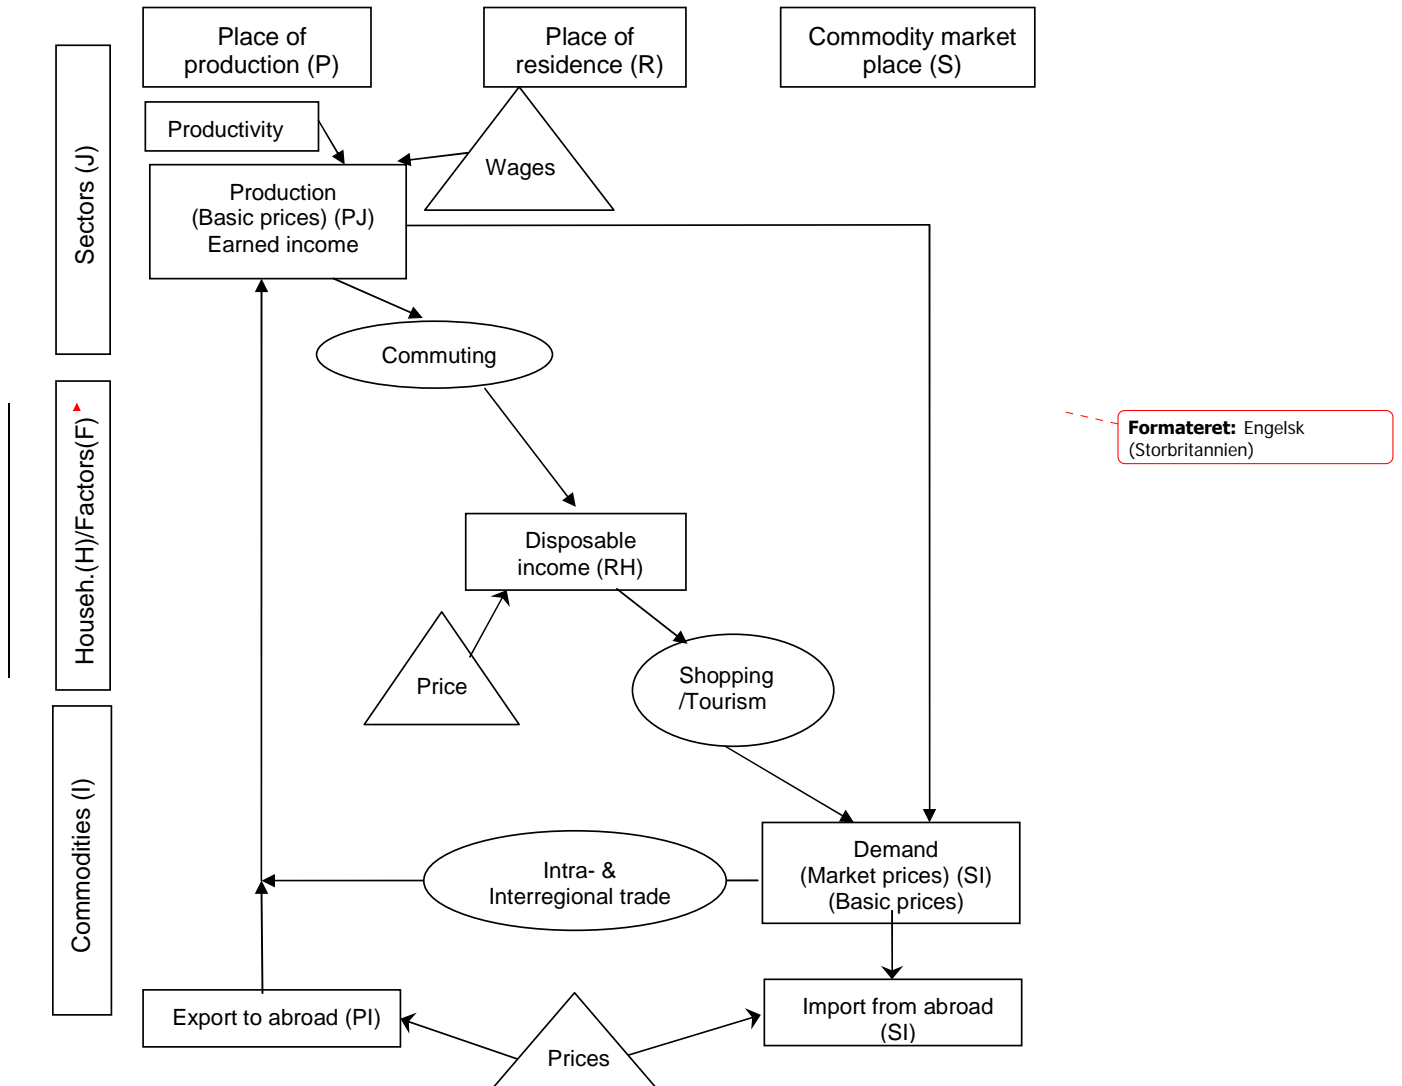 Place of
production (P)
Place of
residence (R)
Commodity market
place (S)
Sectors (J)
Productivity
Wages
Production
(Basic prices) (PJ)
Earned income
Commuting
Househ.(H)/Factors(F)
Formateret: Engelsk
(Storbritannien)
Disposable
income (RH)
Price
Shopping
/Tourism
Commodities (I)
Demand
(Market prices) (SI)
(Basic prices)
Intra- &
Interregional trade
Export to abroad (PI)
Import from abroad
(SI)
Prices